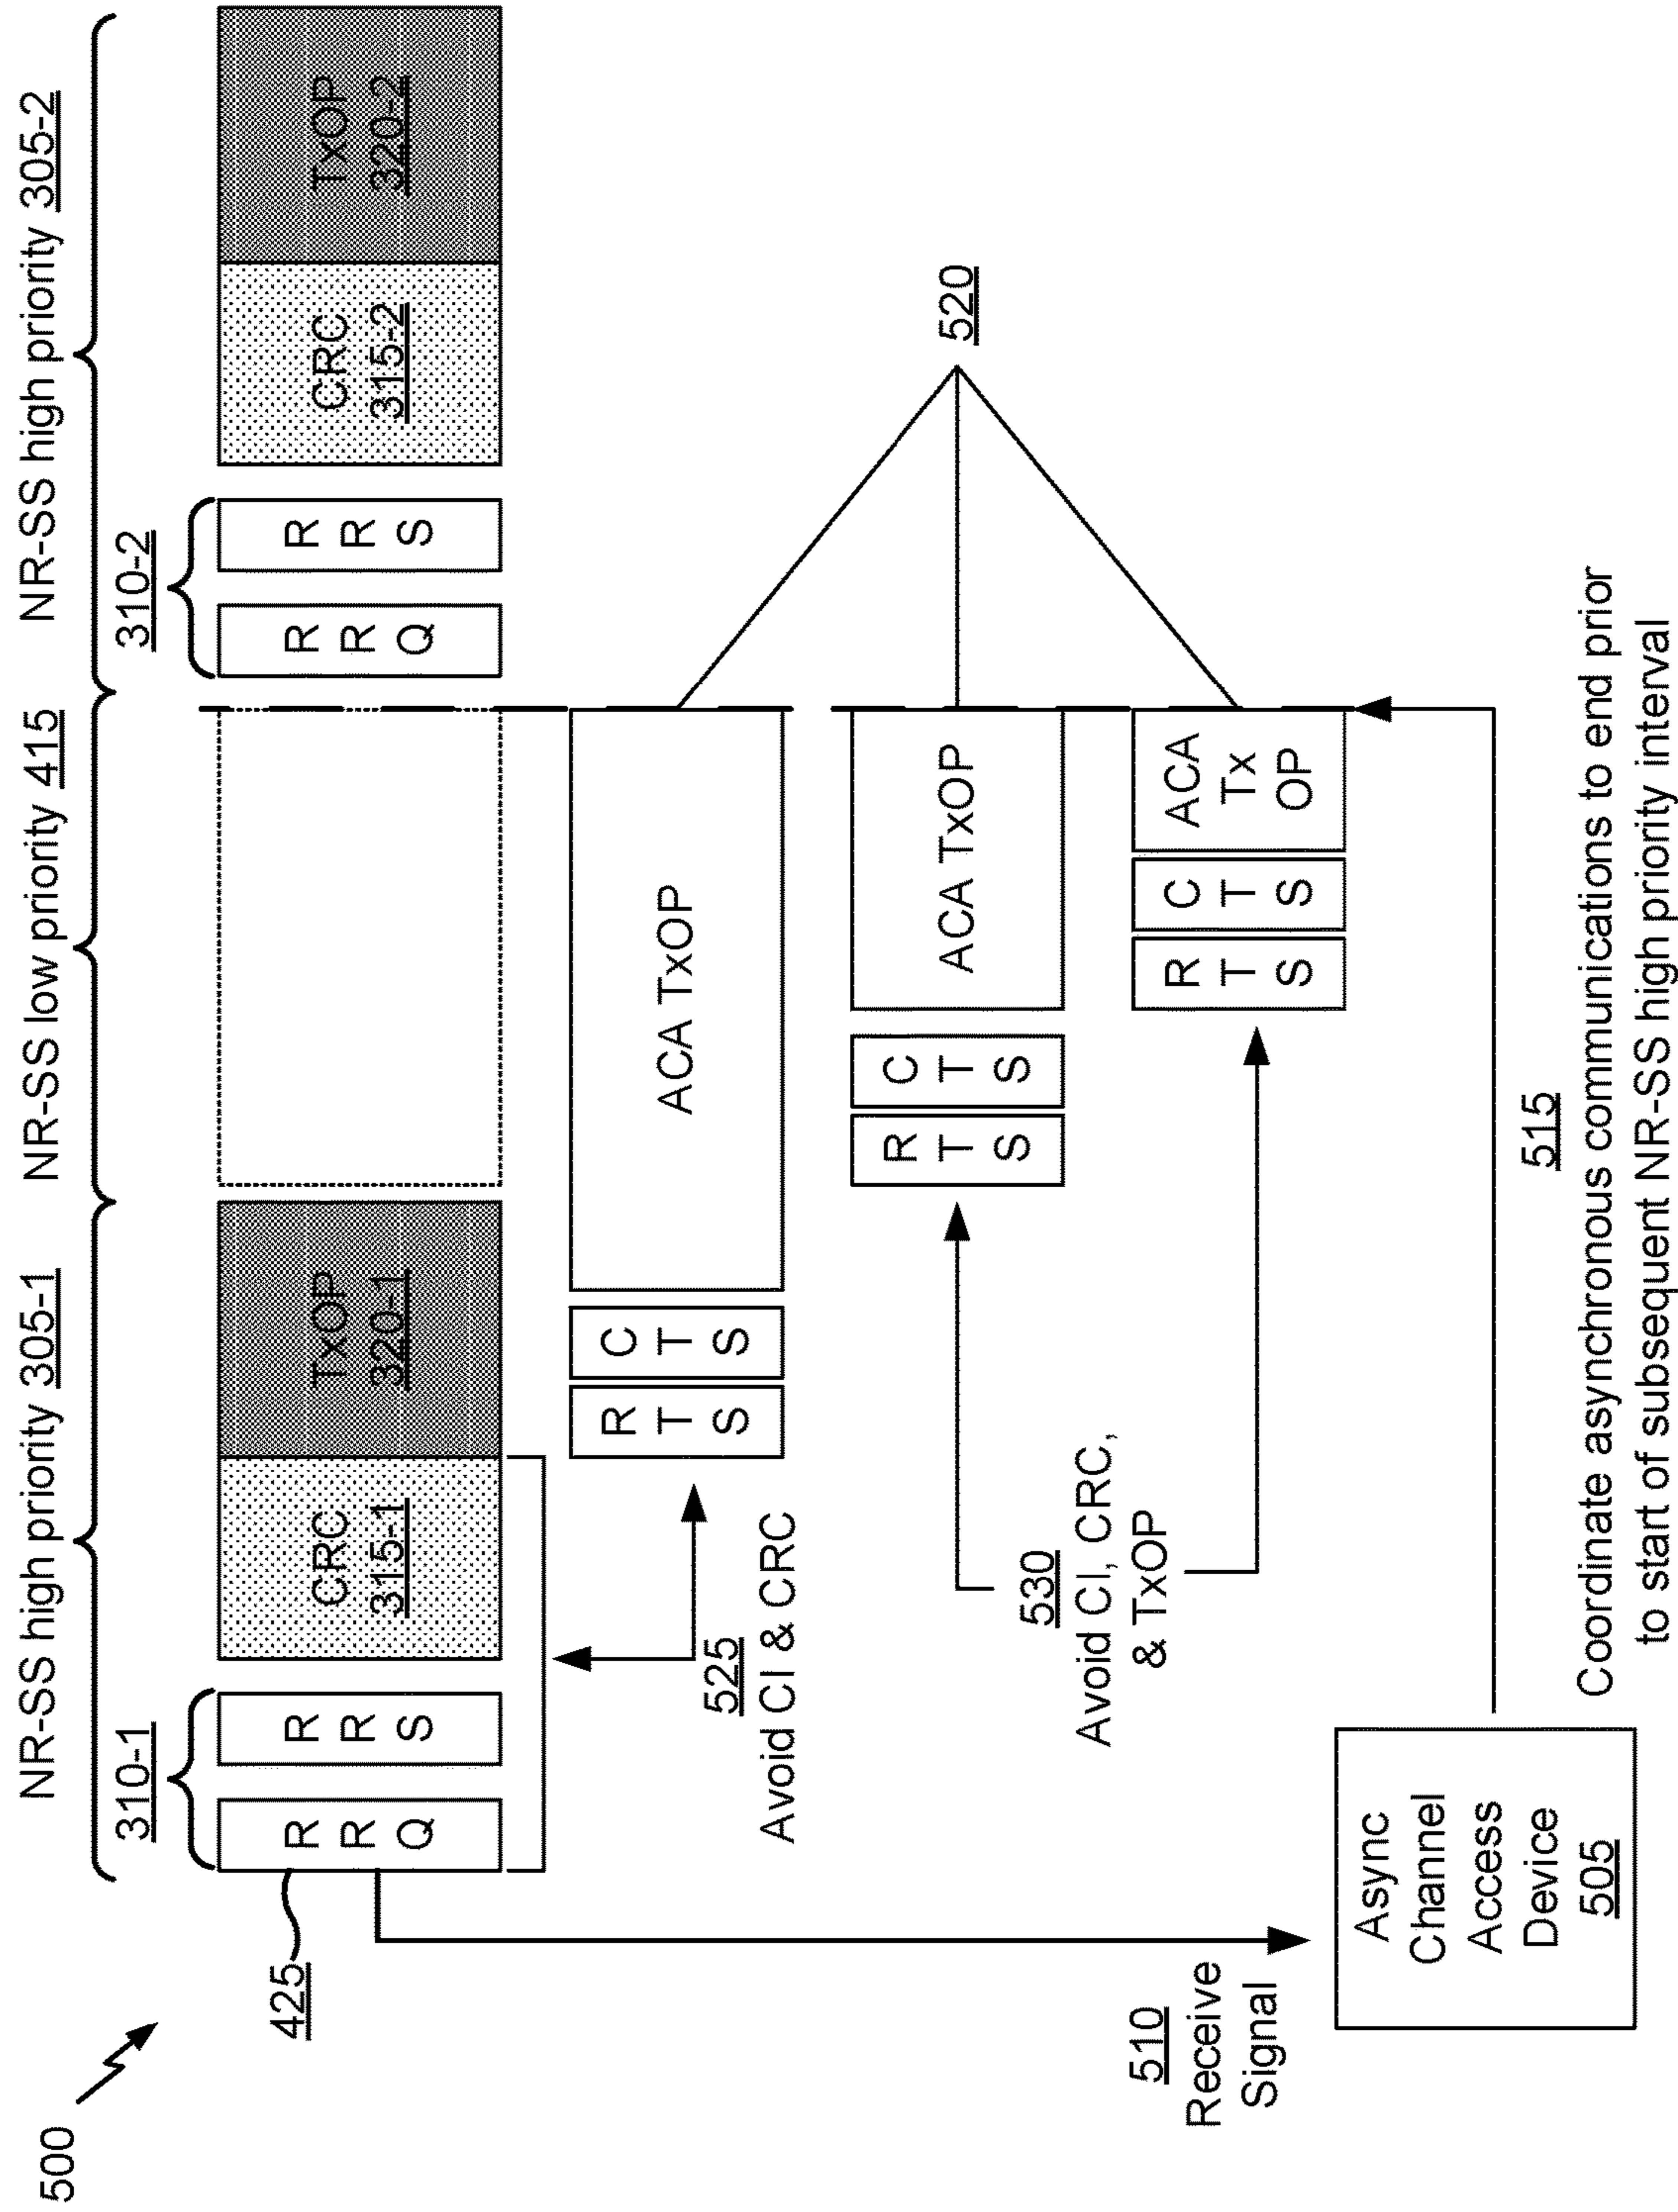 500
NR-SS high priority 305-1
NR-SS low priority 415
NR-SS high priority 305-2
310-1
310-2
425
R
R
Q
R
R
S
CRC
315-1
TxOP
320-1
R
R
Q
R
R
S
CRC
315-2
TxOP
320-2
R
T
S
C
T
S
ACA TxOP
525
Avoid CI & CRC
R
T
S
C
T
S
ACA TxOP
520
530
Avoid CI, CRC,
& TxOP
R
T
S
C
T
S
ACA
Tx
OP
510
Receive
Signal
Async
Channel
Access
Device
505
515
Coordinate asynchronous communications to end prior
to start of subsequent NR-SS high priority interval